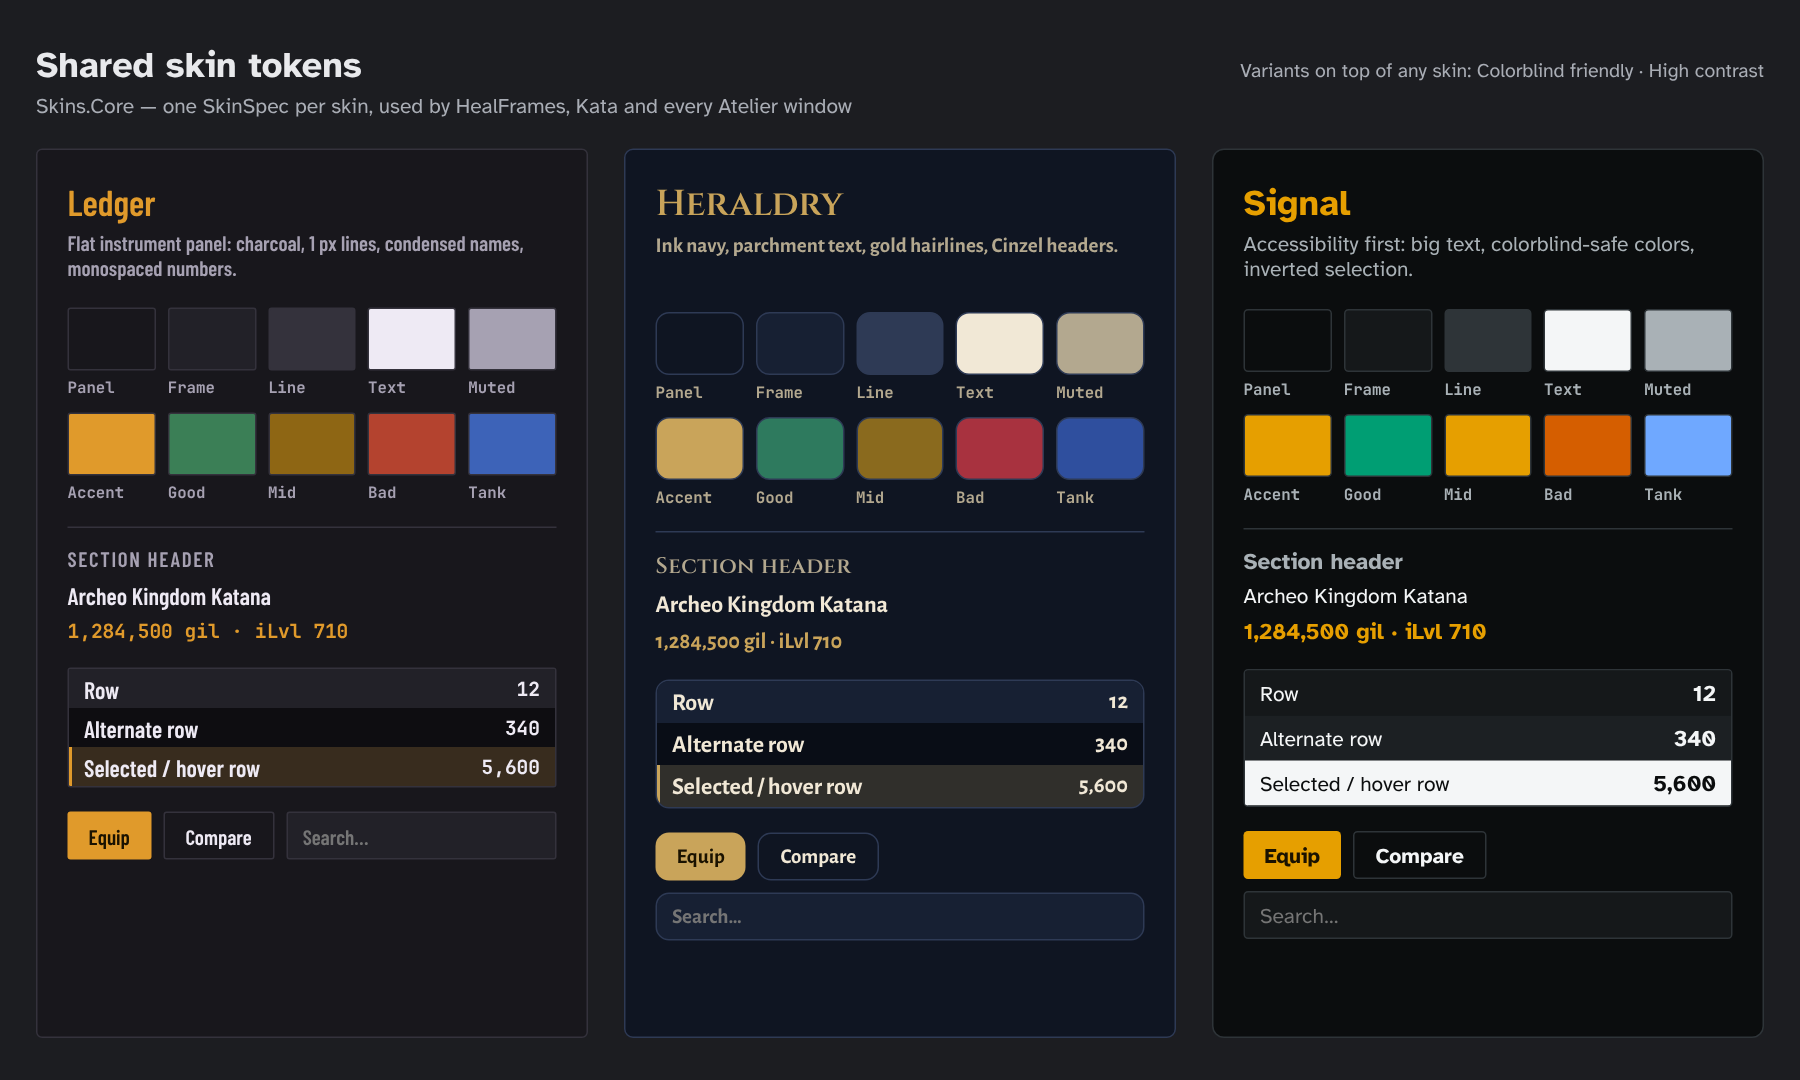 Shared skin tokens
Skins.Core — one SkinSpec per skin, used by HealFrames, Kata and every Atelier window
Variants on top of any skin: Colorblind friendly · High contrast
Ledger
Flat instrument panel: charcoal, 1 px lines, condensed names,
monospaced numbers.
Panel Frame Line Text Muted
Accent Good Mid Bad Tank
SECTION HEADER
Archeo Kingdom Katana
1,284,500 gil · iLvl 710
Row 12
Alternate row 340
Selected / hover row 5,600
Equip Compare Search...
Heraldry
Ink navy, parchment text, gold hairlines, Cinzel headers.
Panel Frame Line Text Muted
Accent Good Mid Bad Tank
Section header
Archeo Kingdom Katana
1,284,500 gil · iLvl 710
Row 12
Alternate row 340
Selected / hover row 5,600
Equip Compare
Search...
Signal
Accessibility first: big text, colorblind-safe colors,
inverted selection.
Panel Frame Line Text Muted
Accent Good Mid Bad Tank
Section header
Archeo Kingdom Katana
1,284,500 gil · iLvl 710
Row 12
Alternate row 340
Selected / hover row 5,600
Equip Compare
Search...